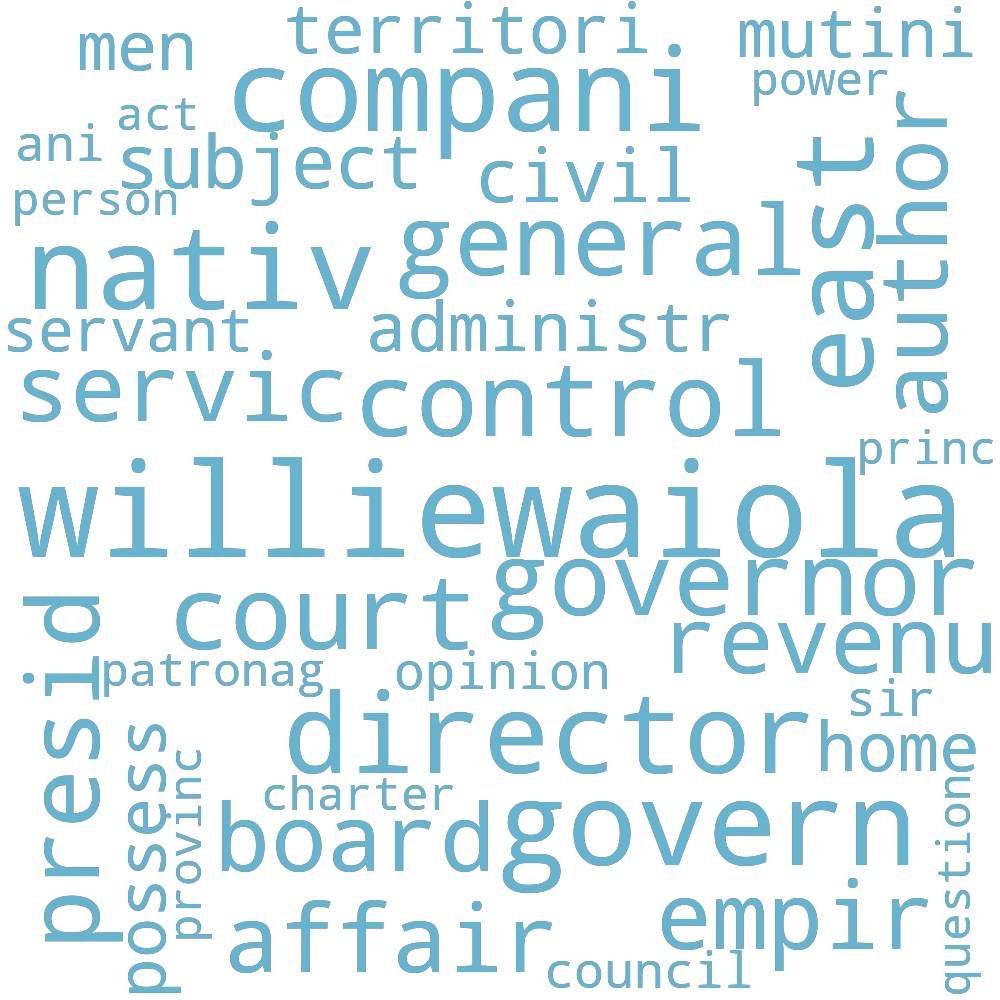 territori
mutini
men
compani
power
act
author
ani
subject
civil
east
person
nativ
general
servant
administr
servic
control
princ
williewaiola
governor
court
revenu
presid
patronag
opinion
sir
director
home
possess
provinc
charter
question
board
govern
empir
affair
council